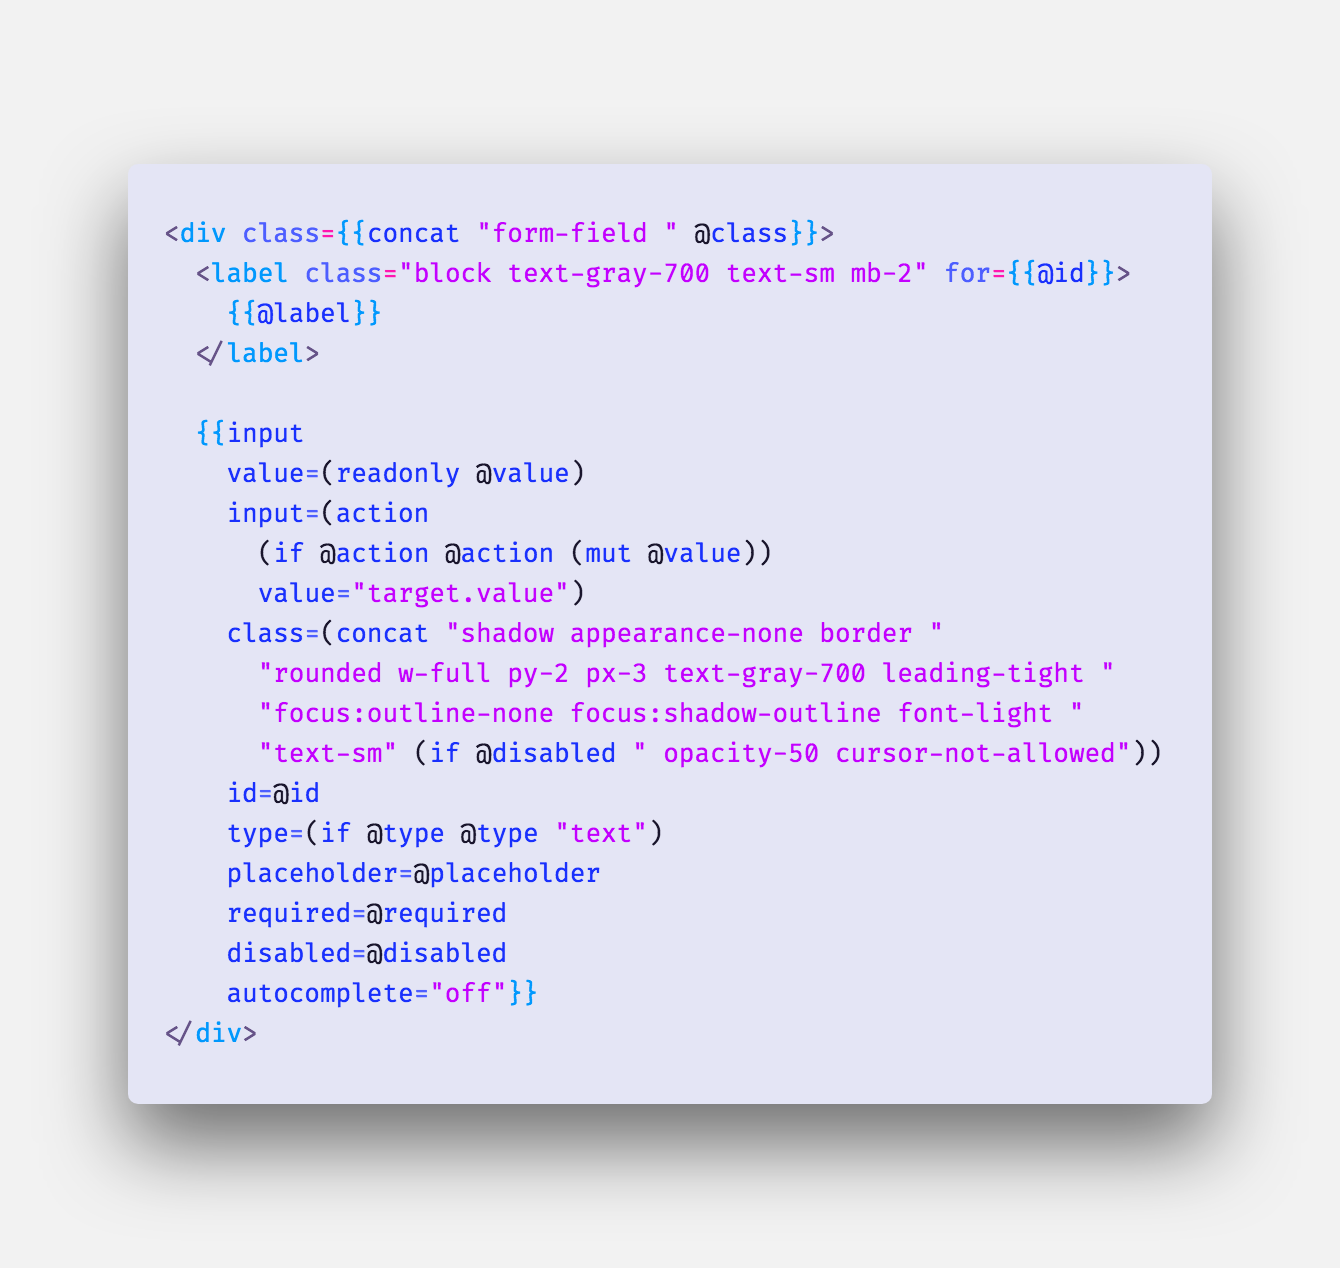 <div class={{concat "form-field " @class}}>
  <label class="block text-gray-700 text-sm mb-2" for={{@id}}>
    {{@label}}
  </label>

  {{input
    value=(readonly @value)
    input=(action
      (if @action @action (mut @value))
      value="target.value")
    class=(concat "shadow appearance-none border "
      "rounded w-full py-2 px-3 text-gray-700 leading-tight "
      "focus:outline-none focus:shadow-outline font-light "
      "text-sm" (if @disabled " opacity-50 cursor-not-allowed"))
    id=@id
    type=(if @type @type "text")
    placeholder=@placeholder
    required=@required
    disabled=@disabled
    autocomplete="off"}}
</div>